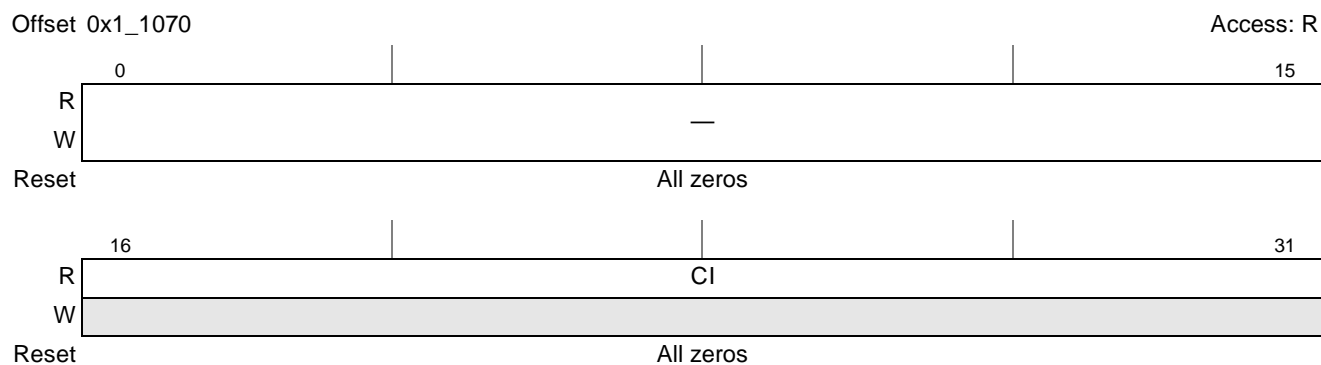 Offset 0x1_1070 Access: R
0 15
R
—
W
Reset All zeros
16 31
R CI
W
Reset All zeros